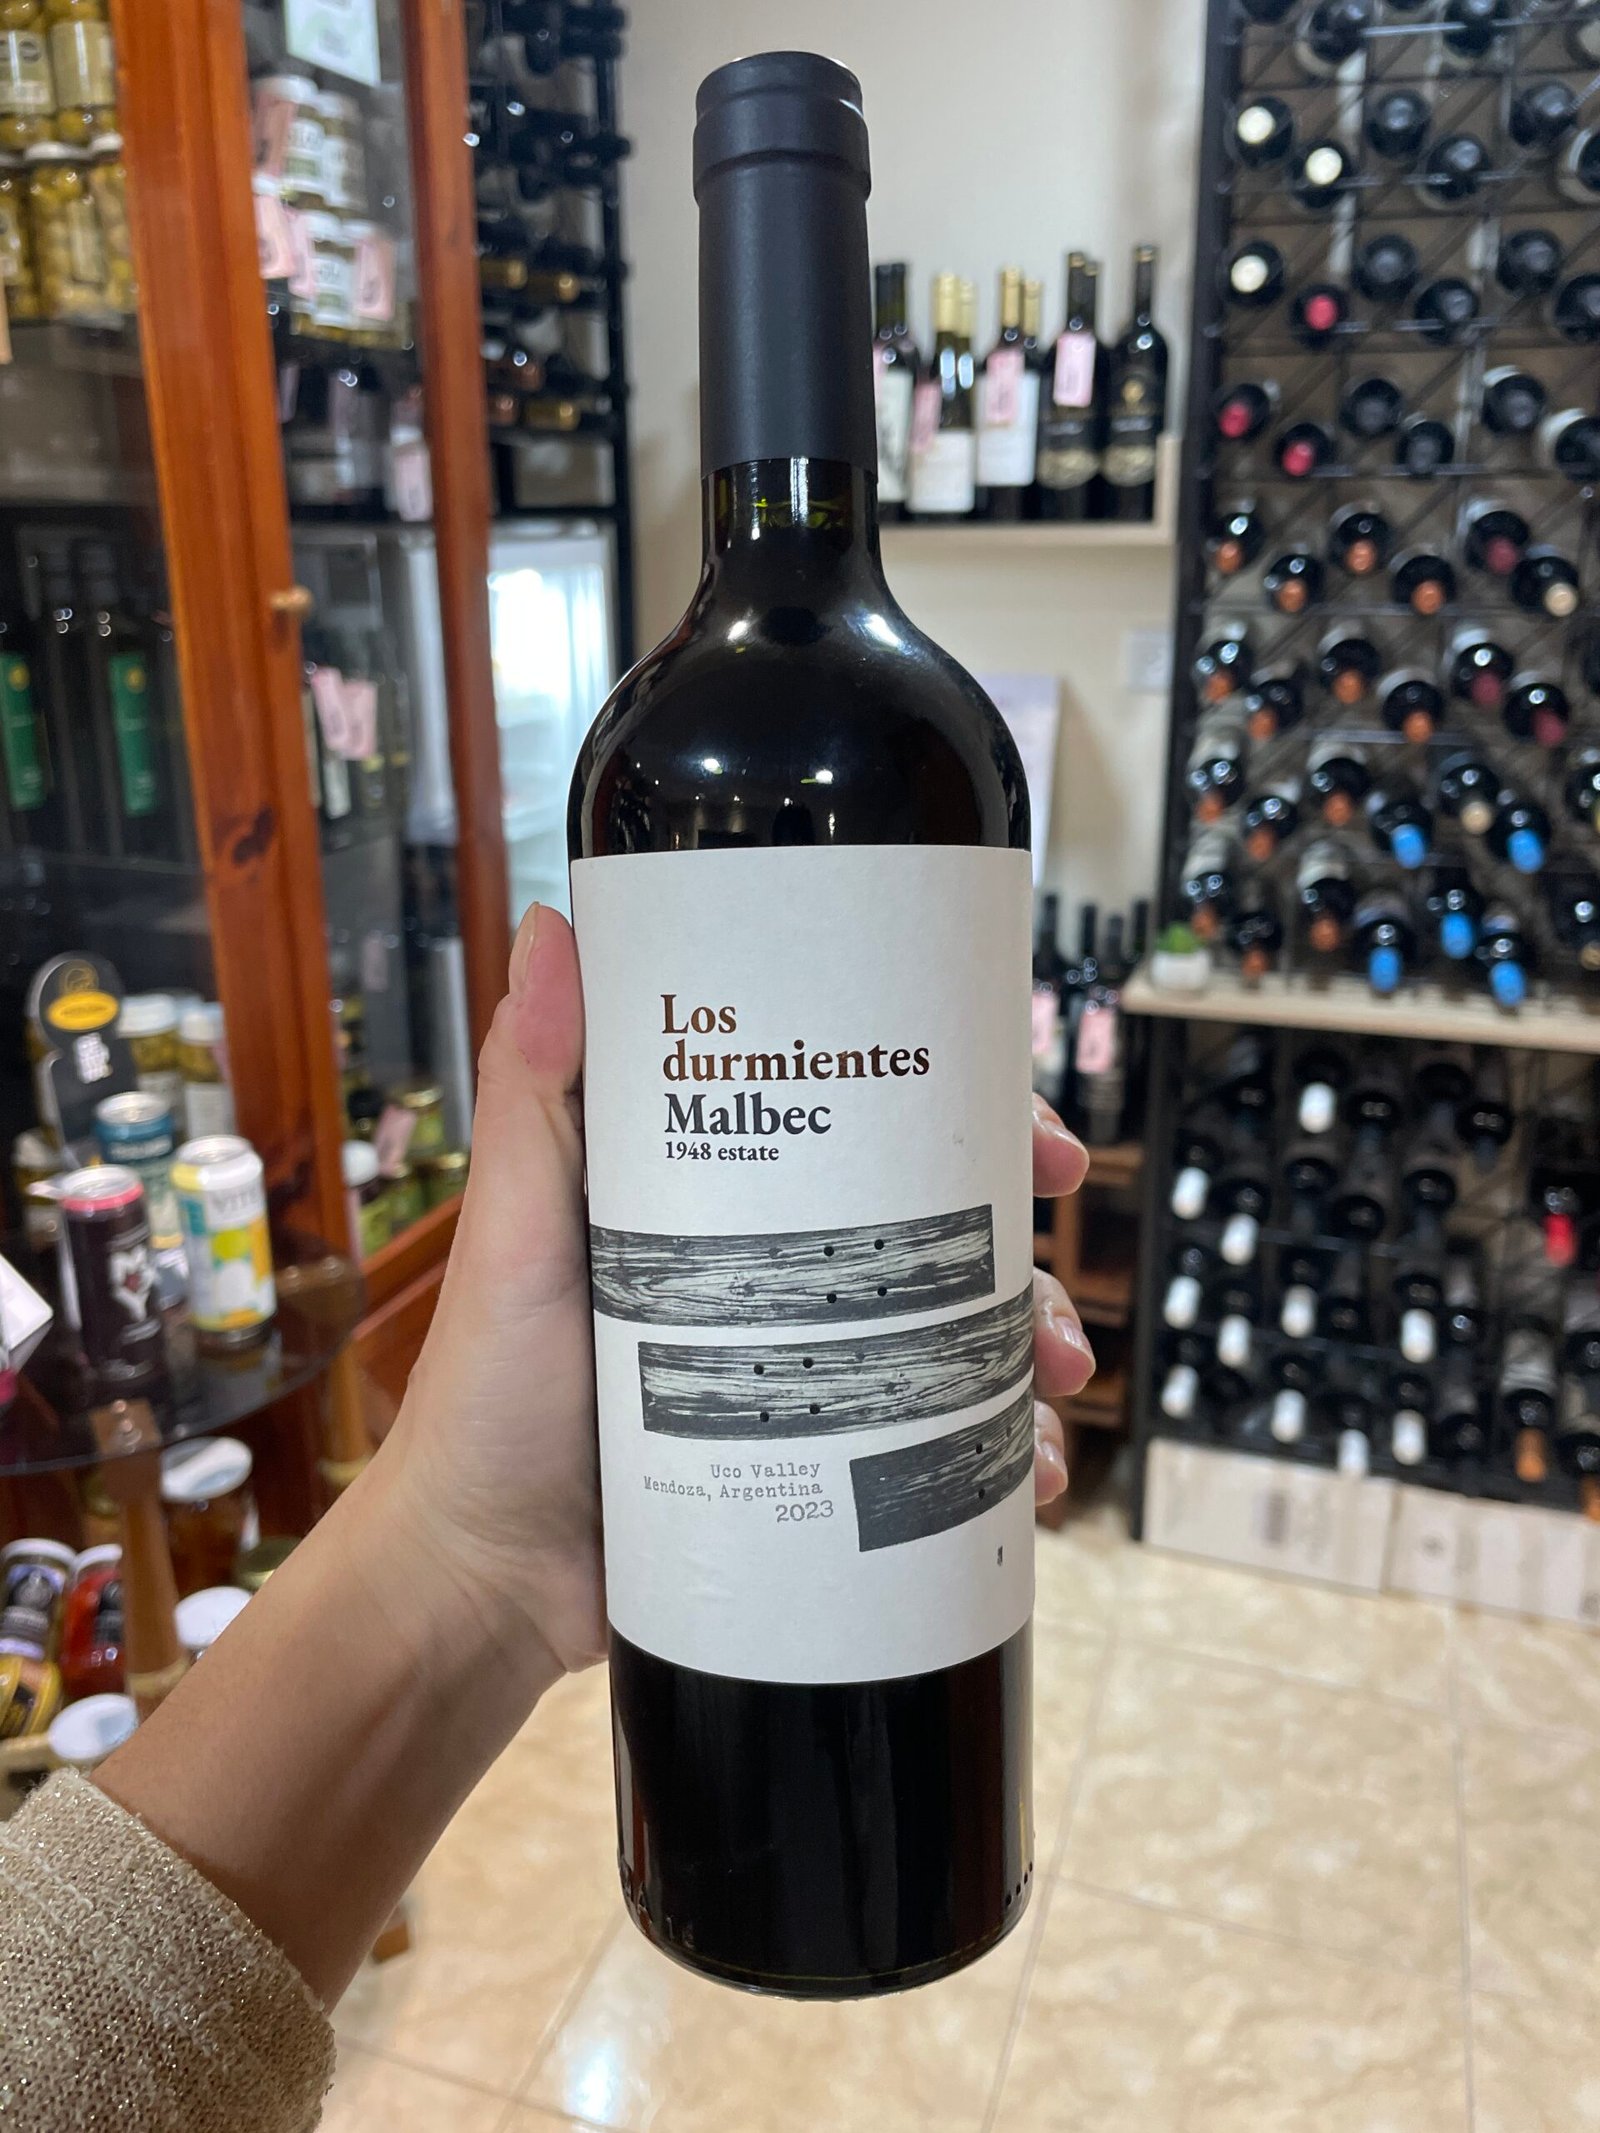 Los
durmientes
Malbec
1948 estate
Uco Valley
Mendoza, Argentina
2023